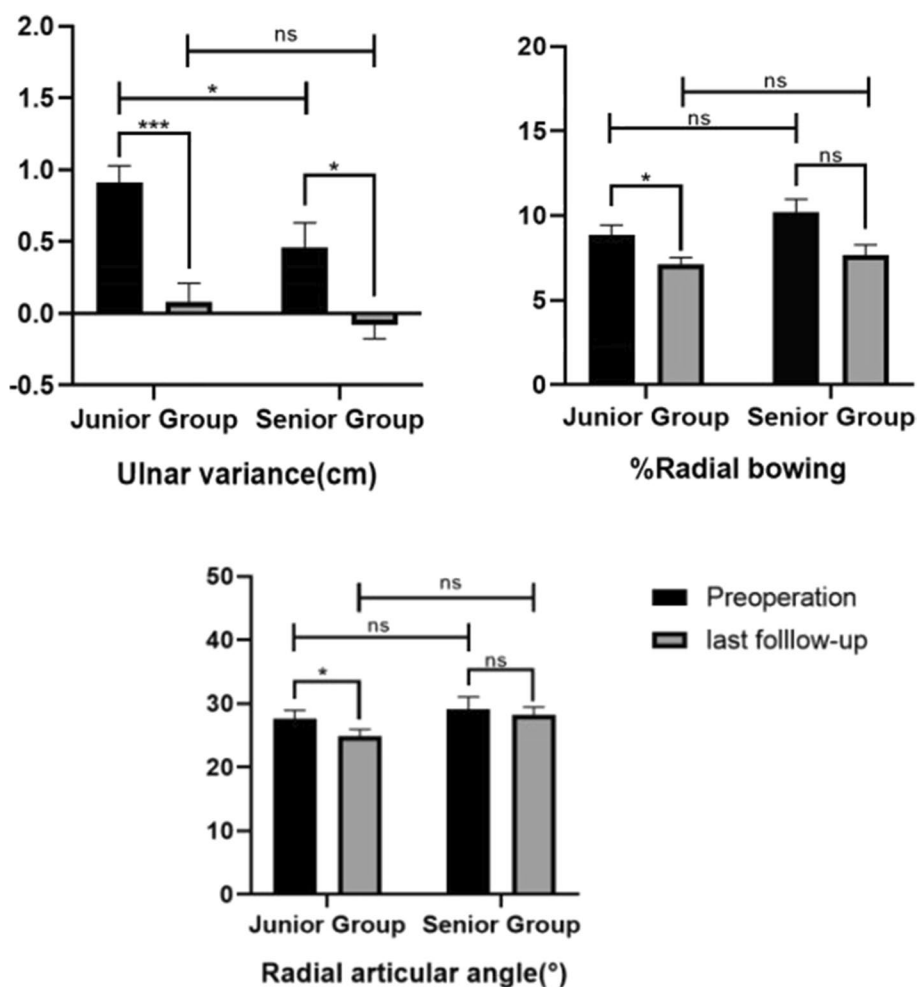 2.0
1.5
1.0
0.5
0.0
-0.5
ns
*
***
*
Junior Group Senior Group
Ulnar variance(cm)
20
15
10
5
0
ns
ns
ns
*
Junior Group Senior Group
%Radial bowing
50
40
30
20
10
0
ns
ns
ns
*
Junior Group Senior Group
Radial articular angle(°)
Preoperation
last folllow-up